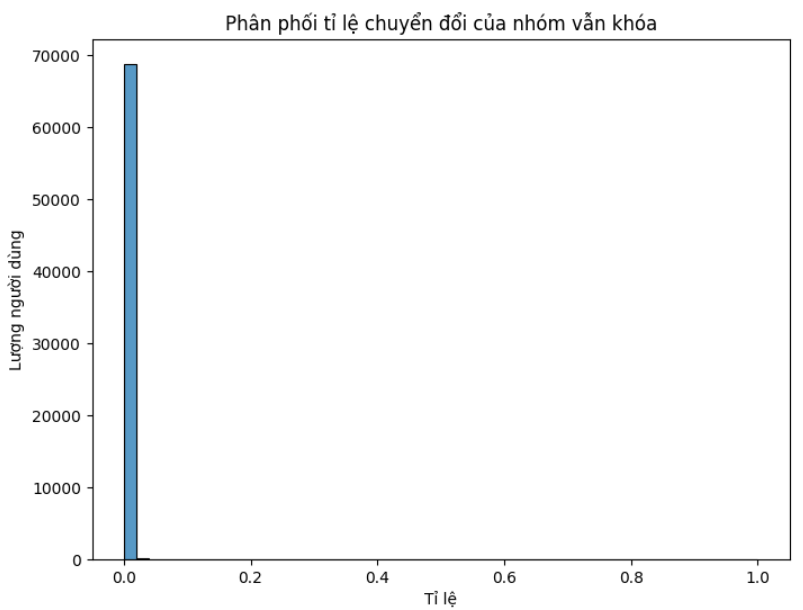 Phân phối tỉ lệ chuyển đổi của nhóm vẫn khóa
Lượng người dùng
70000
60000
50000
40000
30000
20000
10000
0
0.0 0.2 0.4 0.6 0.8 1.0
Tỉ lệ